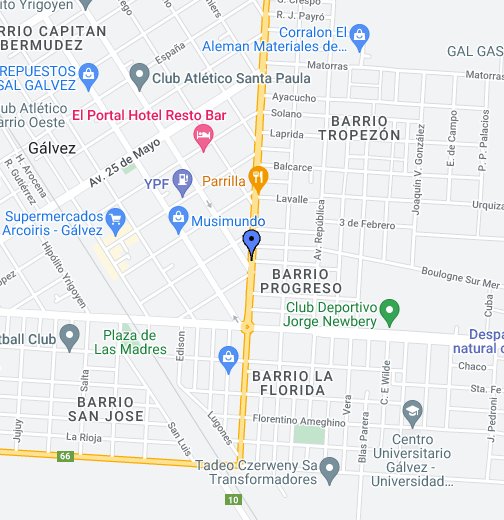 G. Crespo
R. J. Payró
RRIO CAPITAN
BERMUDEZ
Yrigoyen
España
Corralon El
Aleman Materiales de...
GAL GAS
Matorras
REPUESTOS
SAL GALVEZ
Club Atlético Santa Paula
Matorras
Ayacucho
Club Atlético
rrio Oeste
El Portal Hotel Resto Bar
Solano
BARRIO
TROPEZÓN
Laprida
Joaquín V. González
E. de Campo
P. P. Palacios
Gálvez
Av. 25 de Mayo
H. Arocena
R. Gutiérrez
Balcarce
YPF
Parrilla
Lavalle
Av. República
Urquiza
Supermercados
Arcoiris - Gálvez
Musimundo
3 de Febrero
Hipólito Yrigoyen
opez
BARRIO
PROGRESO
Boulogne Sur Mer
Cuba
Club Deportivo
Jorge Newbery
tball Club
Plaza de
Las Madres
Edison
Despa
natural d
Chaco
Salta
BARRIO LA
FLORIDA
C. E Wilde
Sta. Fe
BARRIO
SAN JOSE
Vera
Blas Parera
J. Pedroni
Lugones
Florentino Ameghino
Jujuy
La Rioja
San Luis
Centro
Universitario
Gálvez -
Universidad...
66
Tadeo Czerweny Sa
Transformadores
10